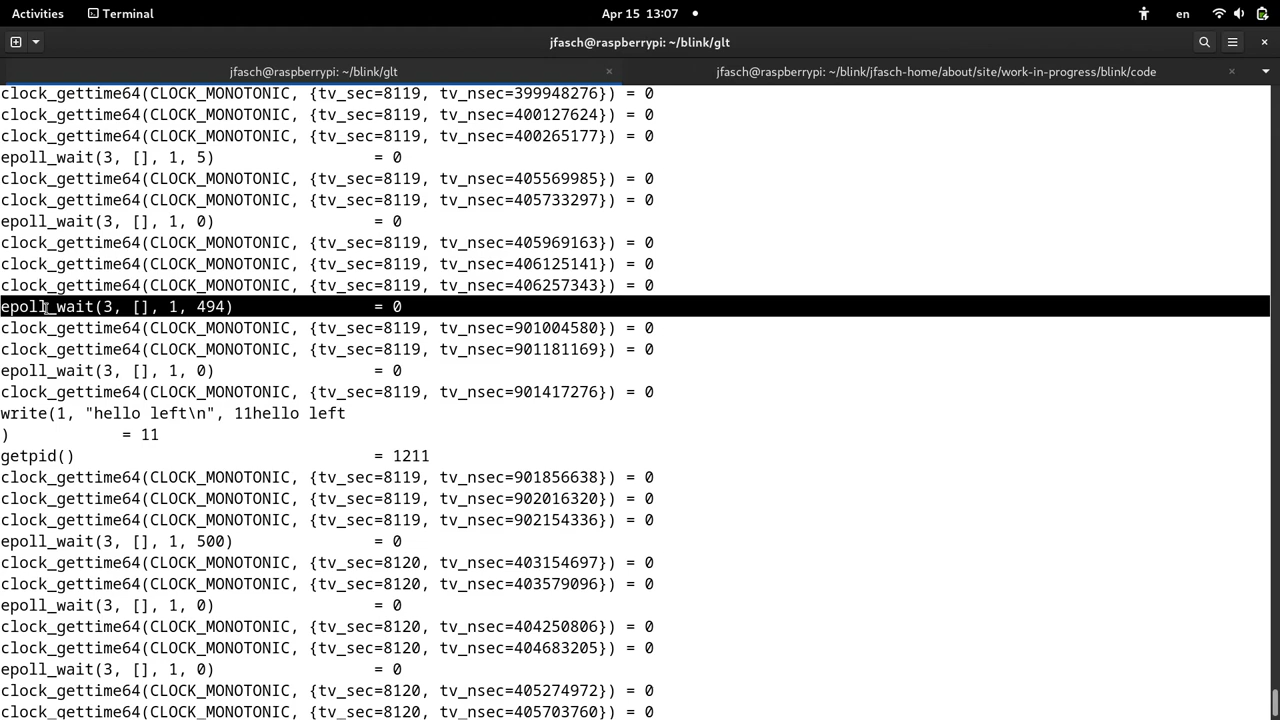 Activities
Terminal
Apr 15 13:07
en
jfasch@raspberrypi: ~/blink/glt
jfasch@raspberrypi: ~/blink/glt
jfasch@raspberrypi: ~/blink/jfasch-home/about/site/work-in-progress/blink/code
clock_gettime64(CLOCK_MONOTONIC, {tv_sec=8119, tv_nsec=399948276}) = 0
clock_gettime64(CLOCK_MONOTONIC, {tv_sec=8119, tv_nsec=400127624}) = 0
clock_gettime64(CLOCK_MONOTONIC, {tv_sec=8119, tv_nsec=400265177}) = 0
epoll_wait(3, [], 1, 5)                 = 0
clock_gettime64(CLOCK_MONOTONIC, {tv_sec=8119, tv_nsec=405569985}) = 0
clock_gettime64(CLOCK_MONOTONIC, {tv_sec=8119, tv_nsec=405733297}) = 0
epoll_wait(3, [], 1, 0)                 = 0
clock_gettime64(CLOCK_MONOTONIC, {tv_sec=8119, tv_nsec=405969163}) = 0
clock_gettime64(CLOCK_MONOTONIC, {tv_sec=8119, tv_nsec=406125141}) = 0
clock_gettime64(CLOCK_MONOTONIC, {tv_sec=8119, tv_nsec=406257343}) = 0
epoll_wait(3, [], 1, 494)               = 0
clock_gettime64(CLOCK_MONOTONIC, {tv_sec=8119, tv_nsec=901004580}) = 0
clock_gettime64(CLOCK_MONOTONIC, {tv_sec=8119, tv_nsec=901181169}) = 0
epoll_wait(3, [], 1, 0)                 = 0
clock_gettime64(CLOCK_MONOTONIC, {tv_sec=8119, tv_nsec=901417276}) = 0
write(1, "hello left\n", 11hello left
)            = 11
getpid()                                = 1211
clock_gettime64(CLOCK_MONOTONIC, {tv_sec=8119, tv_nsec=901856638}) = 0
clock_gettime64(CLOCK_MONOTONIC, {tv_sec=8119, tv_nsec=902016320}) = 0
clock_gettime64(CLOCK_MONOTONIC, {tv_sec=8119, tv_nsec=902154336}) = 0
epoll_wait(3, [], 1, 500)               = 0
clock_gettime64(CLOCK_MONOTONIC, {tv_sec=8120, tv_nsec=403154697}) = 0
clock_gettime64(CLOCK_MONOTONIC, {tv_sec=8120, tv_nsec=403579096}) = 0
epoll_wait(3, [], 1, 0)                 = 0
clock_gettime64(CLOCK_MONOTONIC, {tv_sec=8120, tv_nsec=404250806}) = 0
clock_gettime64(CLOCK_MONOTONIC, {tv_sec=8120, tv_nsec=404683205}) = 0
epoll_wait(3, [], 1, 0)                 = 0
clock_gettime64(CLOCK_MONOTONIC, {tv_sec=8120, tv_nsec=405274972}) = 0
clock_gettime64(CLOCK_MONOTONIC, {tv_sec=8120, tv_nsec=405703760}) = 0